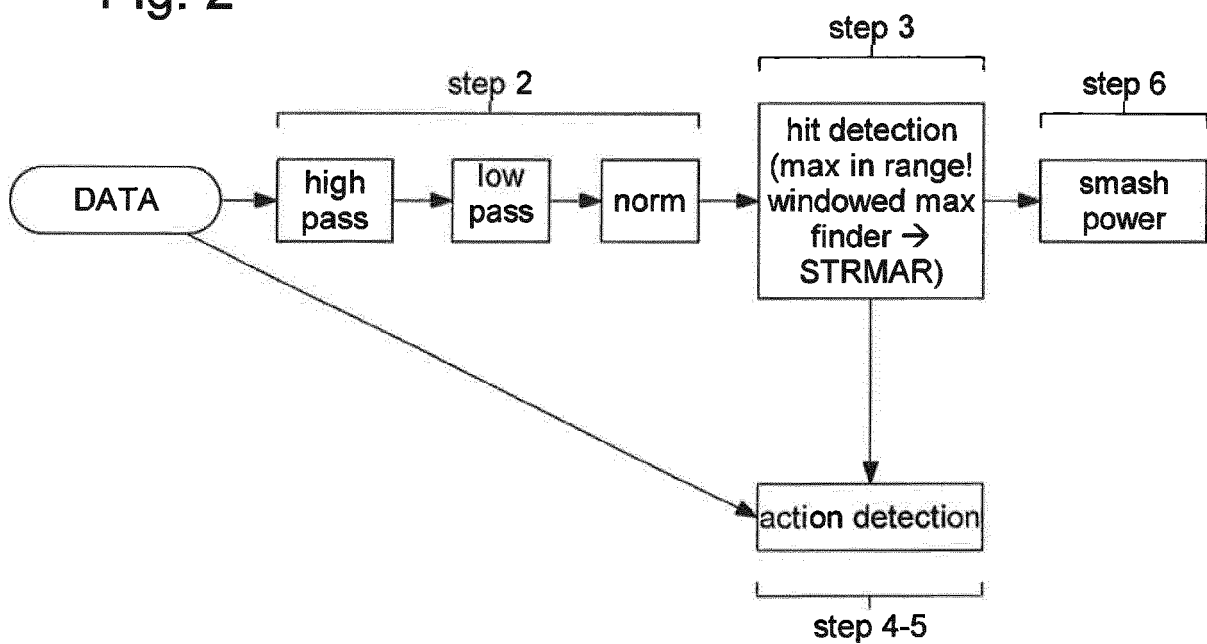 Fig. 2
step 3
step 2
step 6
DATA
high
pass
low
pass
norm
hit detection
(max in range!
windowed max
finder →
STRMAR)
smash
power
action detection
step 4-5